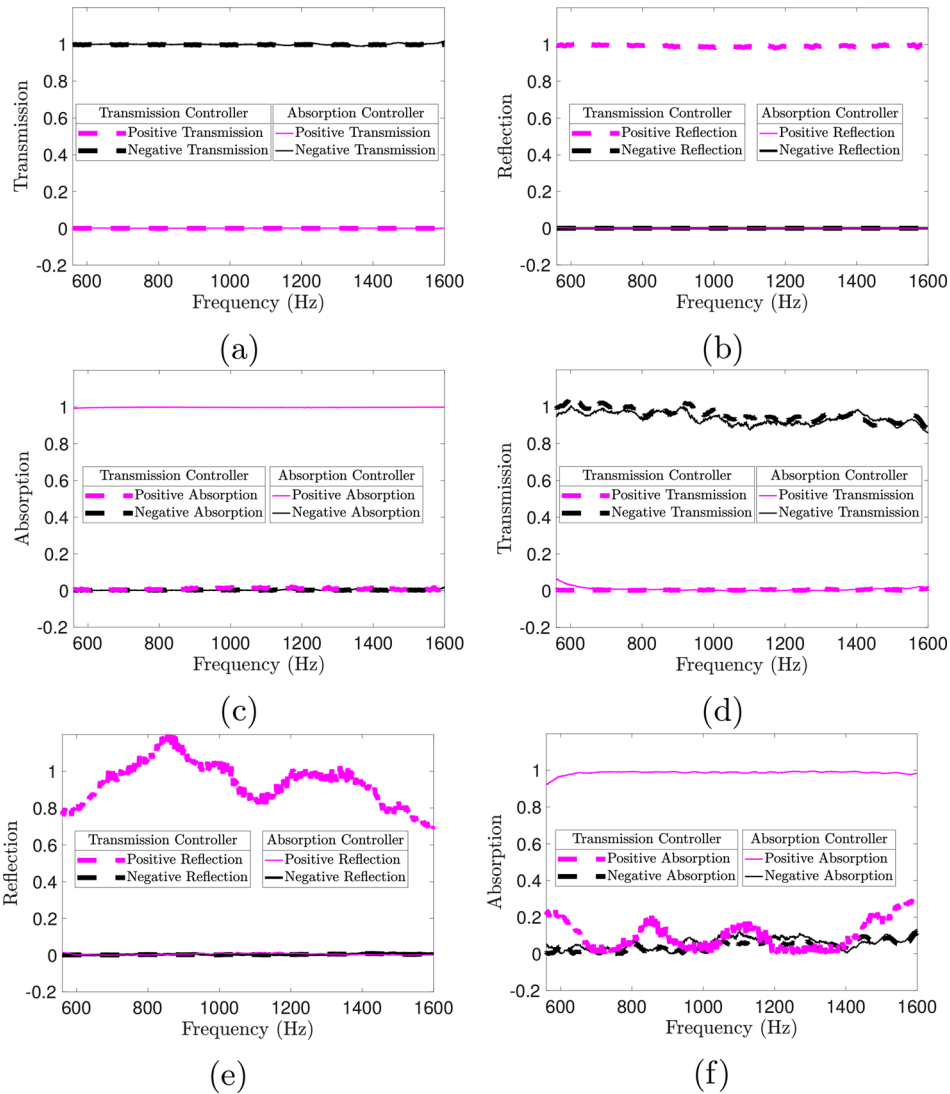 1
0.8
0.6
0.4
0.2
0
-0.2
Transmission
Transmission Controller Absorption Controller
Positive Transmission Positive Transmission
Negative Transmission Negative Transmission
600 800 1000 1200 1400 1600
Frequency (Hz)
(a)
1
0.8
0.6
0.4
0.2
0
-0.2
Reflection
Transmission Controller Absorption Controller
Positive Reflection Positive Reflection
Negative Reflection Negative Reflection
600 800 1000 1200 1400 1600
Frequency (Hz)
(b)
1
0.8
0.6
0.4
0.2
0
-0.2
Absorption
Transmission Controller Absorption Controller
Positive Absorption Positive Absorption
Negative Absorption Negative Absorption
600 800 1000 1200 1400 1600
Frequency (Hz)
(c)
1
0.8
0.6
0.4
0.2
0
-0.2
Transmission
Transmission Controller Absorption Controller
Positive Transmission Positive Transmission
Negative Transmission Negative Transmission
600 800 1000 1200 1400 1600
Frequency (Hz)
(d)
1
0.8
0.6
0.4
0.2
0
-0.2
Reflection
Transmission Controller Absorption Controller
Positive Reflection Positive Reflection
Negative Reflection Negative Reflection
600 800 1000 1200 1400 1600
Frequency (Hz)
(e)
1
0.8
0.6
0.4
0.2
0
-0.2
Absorption
Transmission Controller Absorption Controller
Positive Absorption Positive Absorption
Negative Absorption Negative Absorption
600 800 1000 1200 1400 1600
Frequency (Hz)
(f)